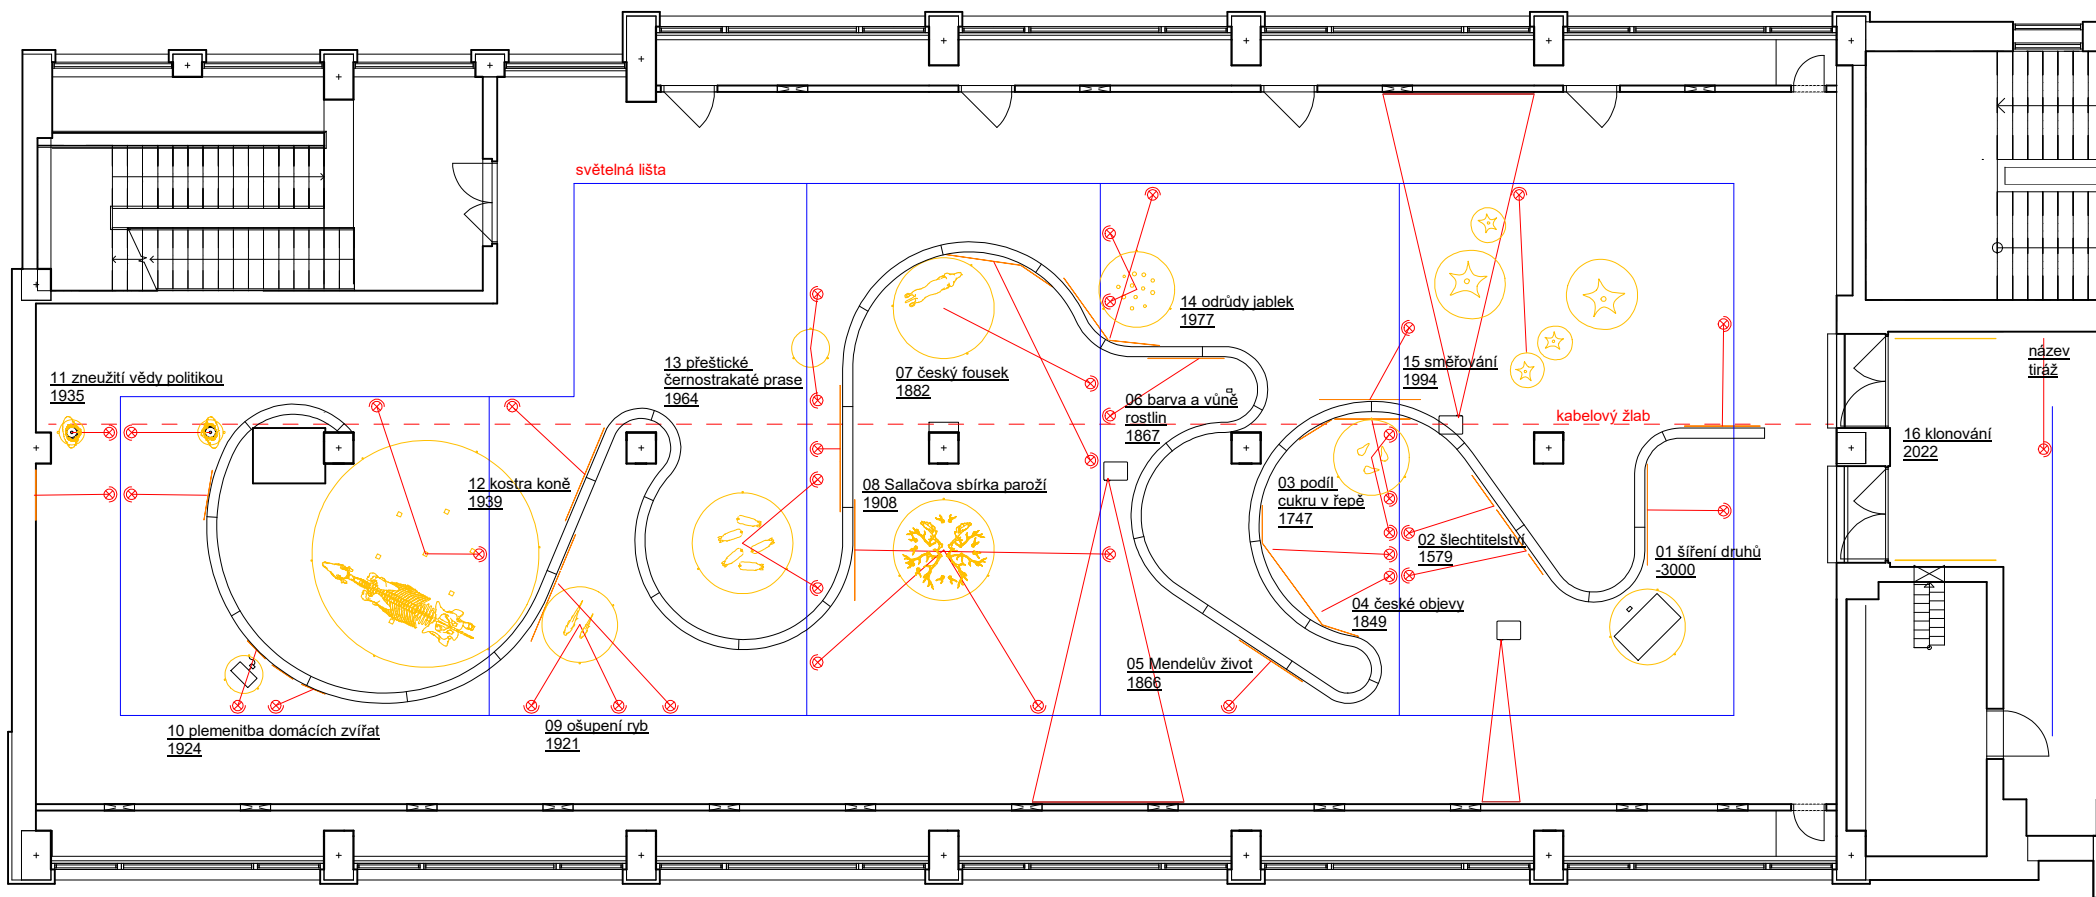 světelná lišta
14 odrůdy jablek
1977
název
tiráž
11 zneužití vědy politikou
1935
13 přeštické
černostrakaté prase
1964
07 český fousek
1882
15 směřování
1994
06 barva a vůně
rostlin
1867
kabelový žlab
16 klonování
2022
12 kostra koně
1939
08 Sallačova sbírka paroží
1908
03 podíl
cukru v řepě
1747
02 šlechtitelství
1579
01 šíření druhů
-3000
04 české objevy
1849
05 Mendelův život
1866
10 plemenitba domácích zvířat
1924
09 ošupení ryb
1921